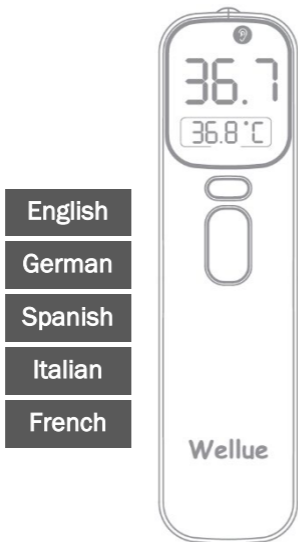 36.7
36.8°C
English
German
Spanish
Italian
French
Wellue